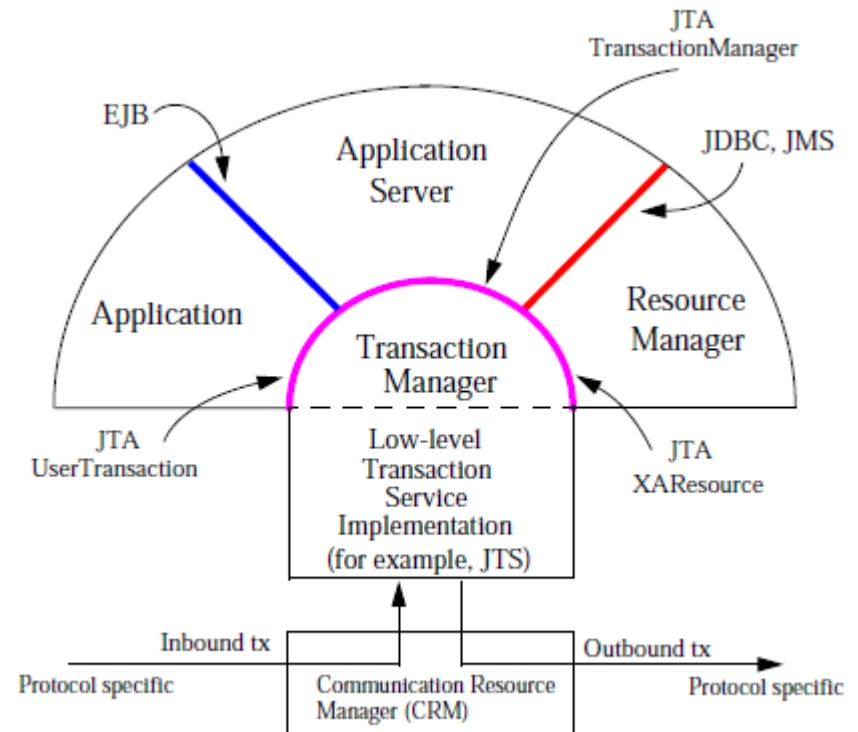 JTA
TransactionManager
EJB
Application
Server
JDBC, JMS
Application
Resource
Manager
Transaction
Manager
JTA
UserTransaction
JTA
XAResource
Low-level
Transaction
Service
Implementation
(for example, JTS)
Inbound tx
Outbound tx
Protocol specific
Communication Resource
Manager (CRM)
Protocol specific